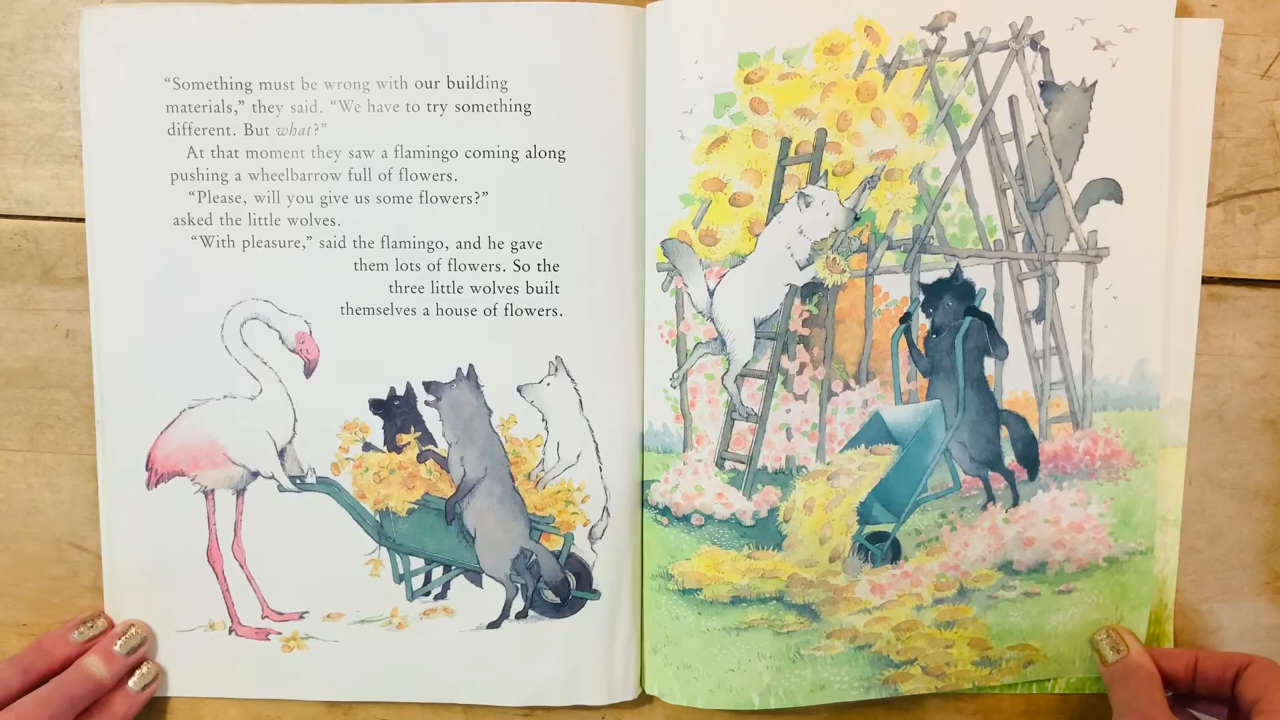 “Something must be wrong with our building
materials,” they said. “We have to try something
different. But what?”
At that moment they saw a flamingo coming along
pushing a wheelbarrow full of flowers.
“Please, will you give us some flowers?”
asked the little wolves.
“With pleasure,” said the flamingo, and he gave
them lots of flowers. So the
three little wolves built
themselves a house of flowers.